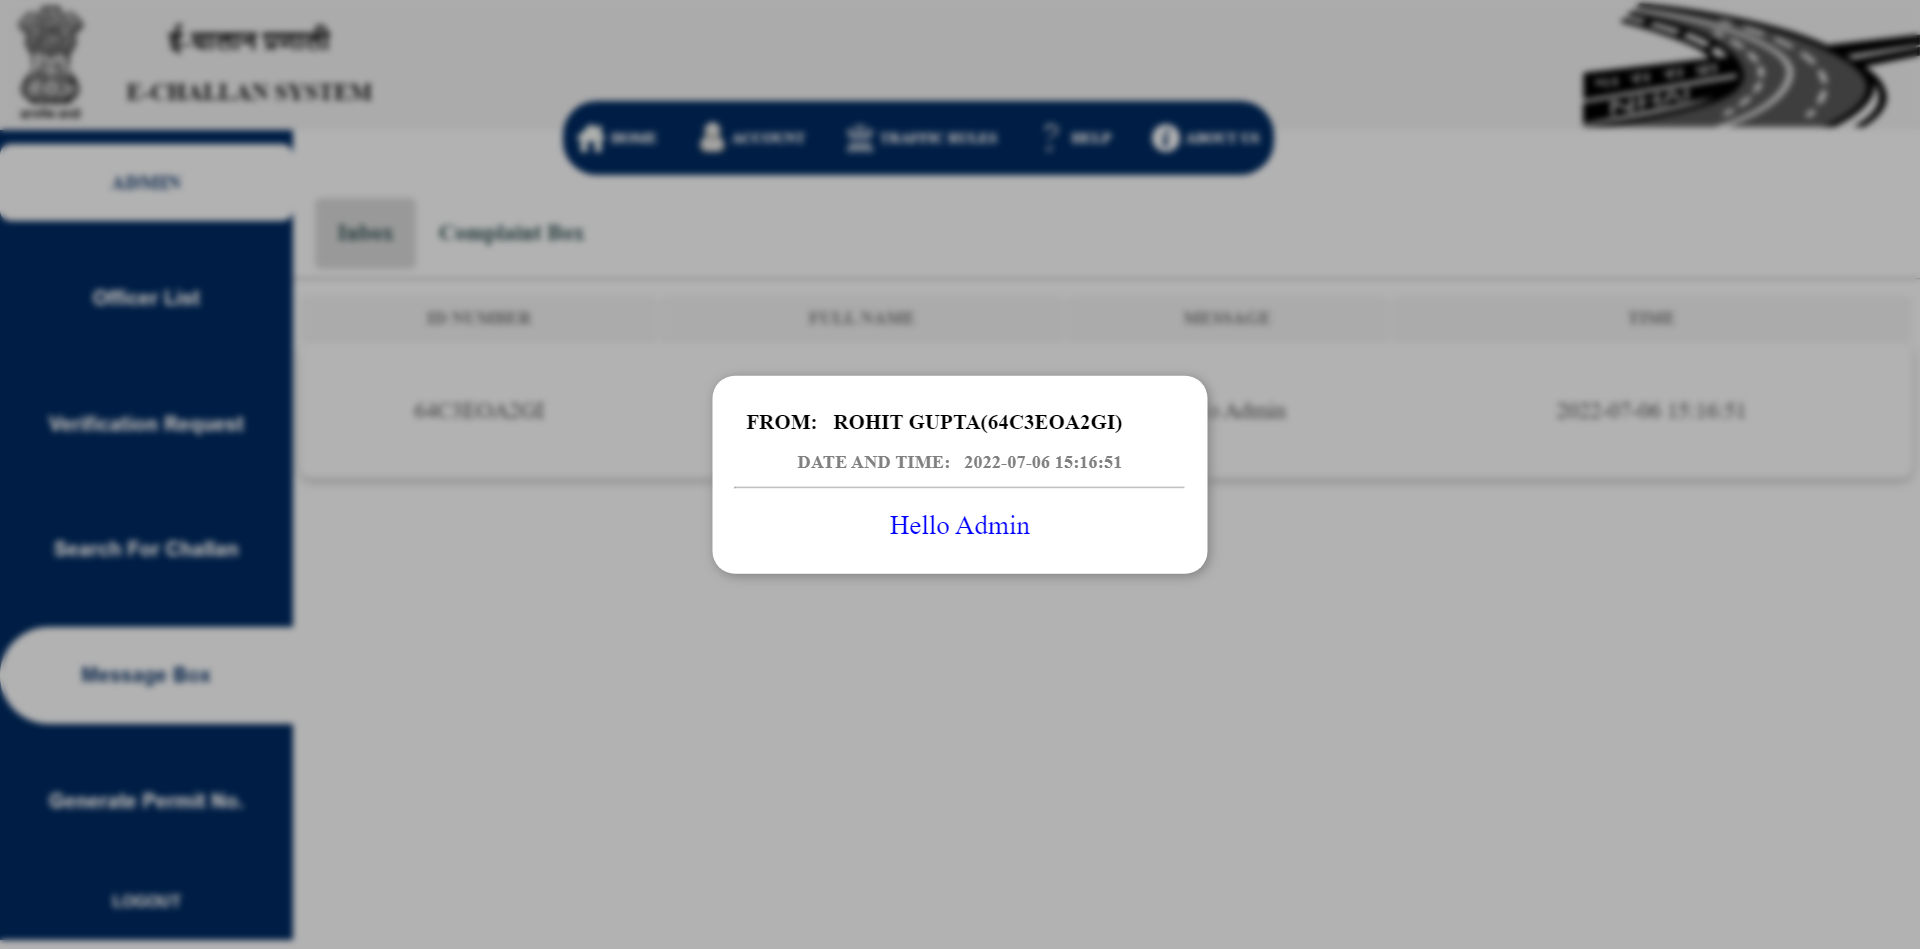 ई-चालान प्रणाली
E-CHALLAN SYSTEM
HOME
ACCOUNT
TRAFFIC RULES
HELP
ABOUT US
ADMIN
Officer List
Verification Request
Search For Challan
Message Box
Generate Permit No.
LOGOUT
Inbox
Complaint Box
ID NUMBER
FULL NAME
MESSAGE
TIME
64C3EOA2GI
Admin
2022-07-06 15:16:51
FROM: ROHIT GUPTA(64C3EOA2GI)
DATE AND TIME: 2022-07-06 15:16:51
Hello Admin